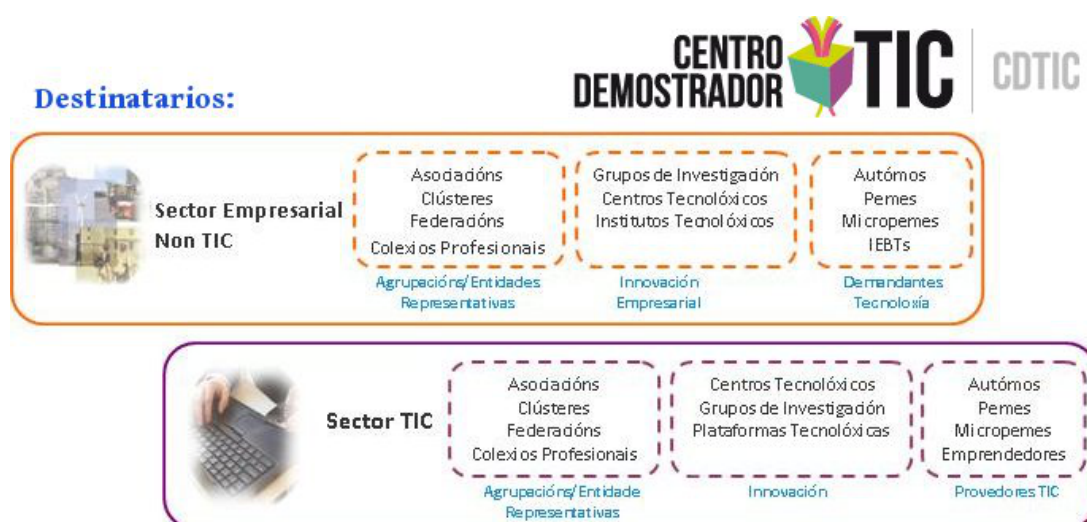 CENTRO
DEMOSTRADOR
TIC
CDTIC
Destinatarios:
Sector Empresarial
Non TIC
Asociacións
Clústeres
Federacións
Colexios Profesionais
Agrupacións/Entidades
Representativas
Grupos de Investigación
Centros Tecnolóxicos
Institutos Tecnolóxicos
Innovación
Empresarial
Autómos
Pemes
Micropemes
IEBTs
Demandantes
Tecnoloxía
Sector TIC
Asociacións
Clústeres
Federacións
Colexios Profesionais
Agrupacións/Entidade
Representativas
Centros Tecnolóxicos
Grupos de Investigación
Plataformas Tecnolóxicas
Innovación
Autómos
Pemes
Micropemes
Emprendedores
Provedores TIC